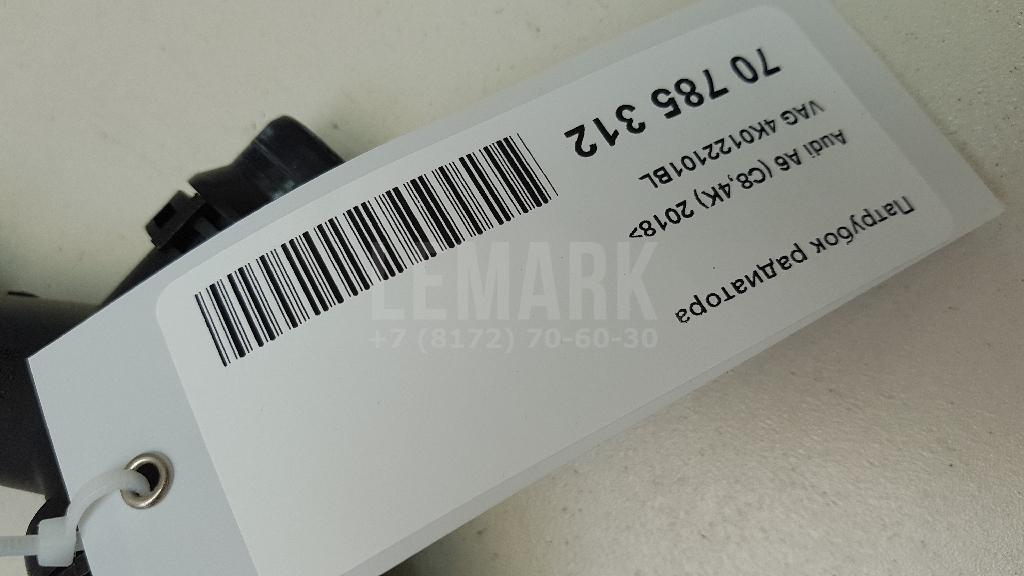 Патрубок радиатора
Audi A6 (C8,4K) 2018>
VAG 4K0122101BL
70 785 312
LEMARK
+7 (8172) 70-60-30